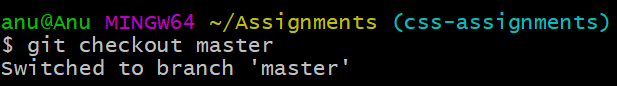 anu@Anu MINGW64 ~/Assignments (css-assignments)
$ git checkout master
Switched to branch 'master'